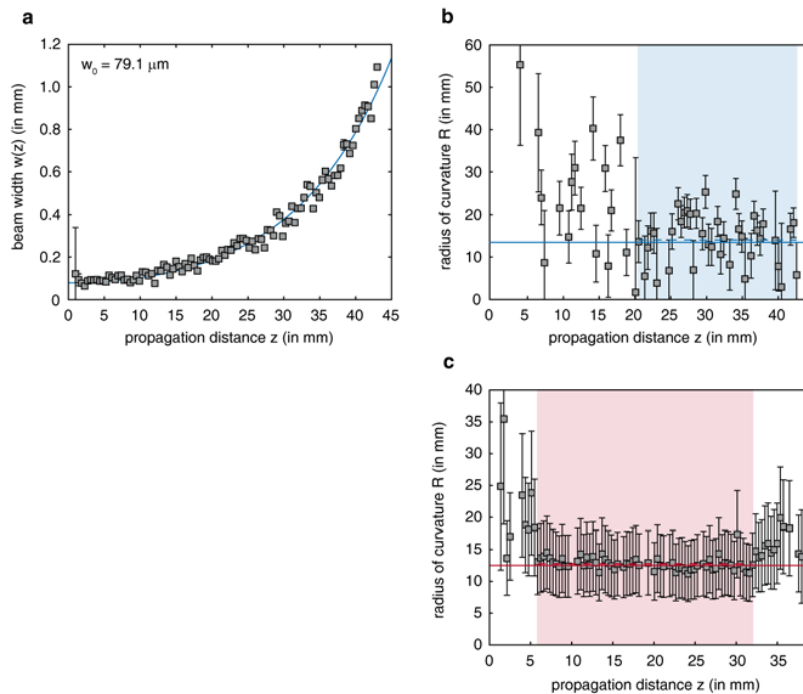 a
1.2
1.0
0.8
0.6
0.4
0.2
0
w₀ = 79.1 μm
beam width w(z) (in mm)
0 5 10 15 20 25 30 35 40 45
propagation distance z (in mm)
b
60
50
40
30
20
10
0
radius of curvature R (in mm)
0 10 20 30 40
propagation distance z (in mm)
c
40
35
30
25
20
15
10
5
0
radius of curvature R (in mm)
0 5 10 15 20 25 30 35
propagation distance z (in mm)